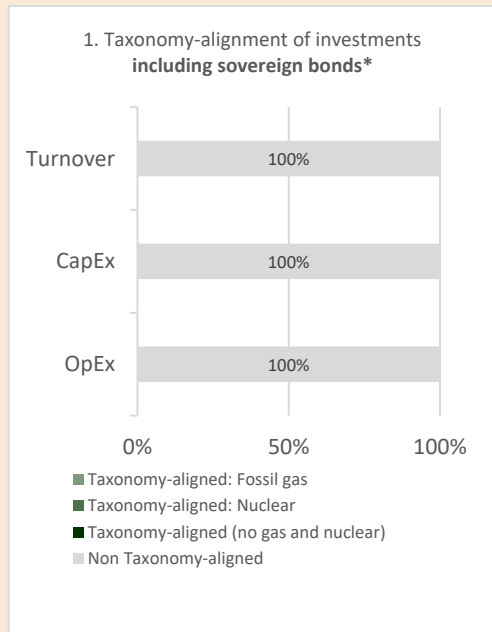 1. Taxonomy-alignment of investments
including sovereign bonds*
Turnover
100%
CapEx
100%
OpEx
100%
0%
50%
100%
Taxonomy-aligned: Fossil gas
Taxonomy-aligned: Nuclear
Taxonomy-aligned (no gas and nuclear)
Non Taxonomy-aligned